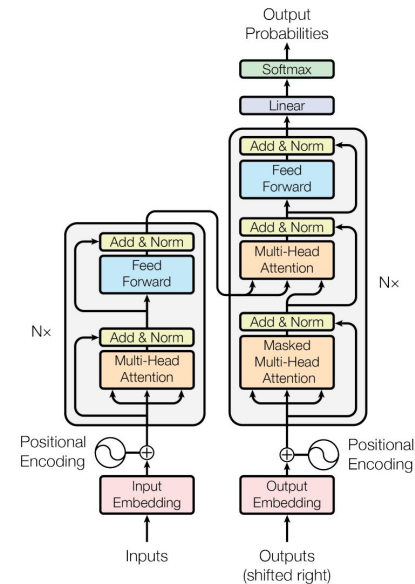 Output
Probabilities
Softmax
Linear
Add & Norm
Feed
Forward
Add & Norm
Multi-Head
Attention
Add & Norm
Masked
Multi-Head
Attention
N×
Add & Norm
Feed
Forward
Add & Norm
Multi-Head
Attention
N×
Positional
Encoding
Input
Embedding
Inputs
Positional
Encoding
Output
Embedding
Outputs
(shifted right)